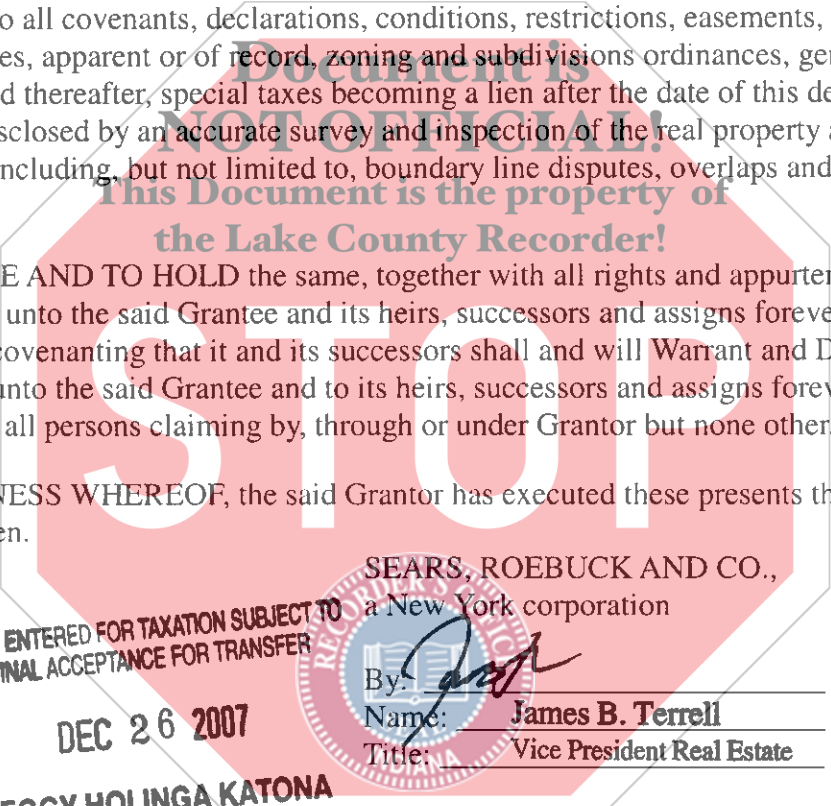 o all covenants, declarations, conditions, restrictions, easements,
es, apparent or of record, zoning and subdivisions ordinances, gen
d thereafter, special taxes becoming a lien after the date of this de
sclosed by an accurate survey and inspection of the real property a
ncluding, but not limited to, boundary line disputes, overlaps and
Document is
NOT OFFICIAL!
This Document is the property of
the Lake County Recorder!
E AND TO HOLD the same, together with all rights and appurten
unto the said Grantee and its heirs, successors and assigns foreve
covenanting that it and its successors shall and will Warrant and D
unto the said Grantee and to its heirs, successors and assigns forev
all persons claiming by, through or under Grantor but none other.
STOP
NESS WHEREOF, the said Grantor has executed these presents th
en.
SEARS, ROEBUCK AND CO.,
a New York corporation
ENTERED FOR TAXATION SUBJECT TO
INAL ACCEPTANCE FOR TRANSFER
DEC 26 2007
By:
Name: James B. Terrell
Title: Vice President Real Estate
GGY HOLINGA KATONA
RECORDER'S OFFIC
INDIANA